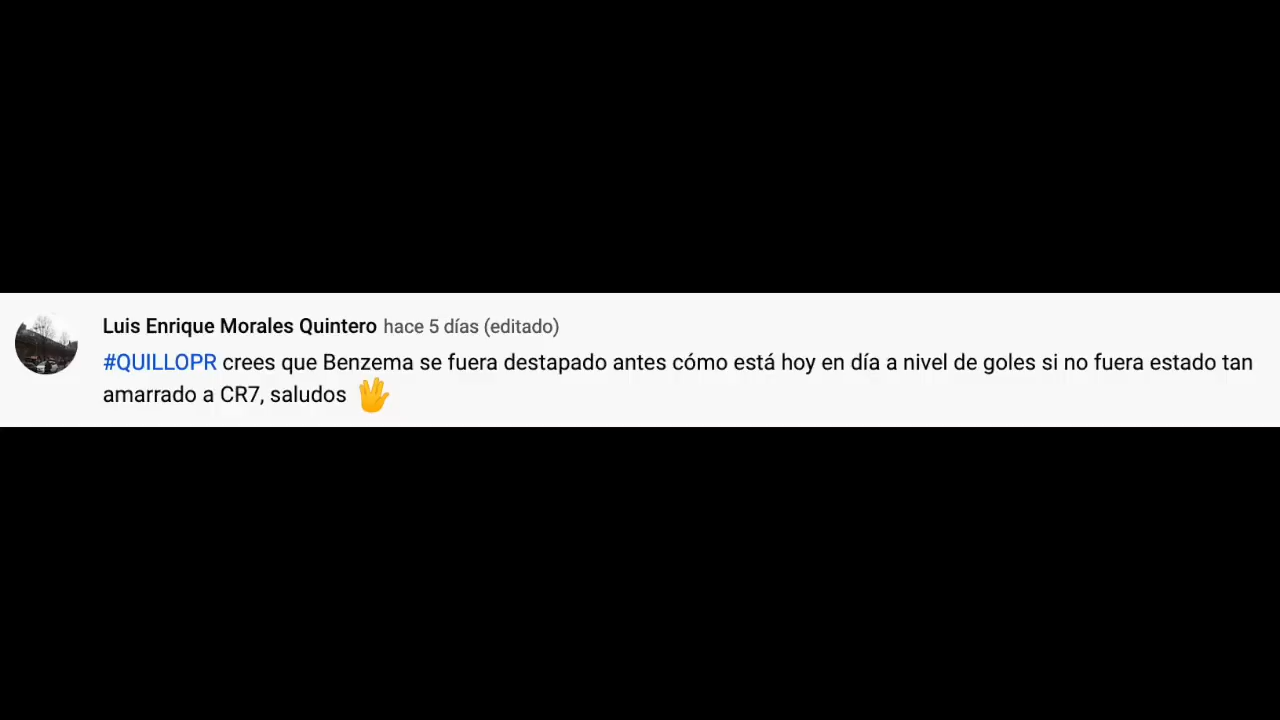 Luis Enrique Morales Quintero hace 5 días (editado)
#QUILLOPR crees que Benzema se fuera destapado antes cómo está hoy en día a nivel de goles si no fuera estado tan
amarrado a CR7, saludos 🖖